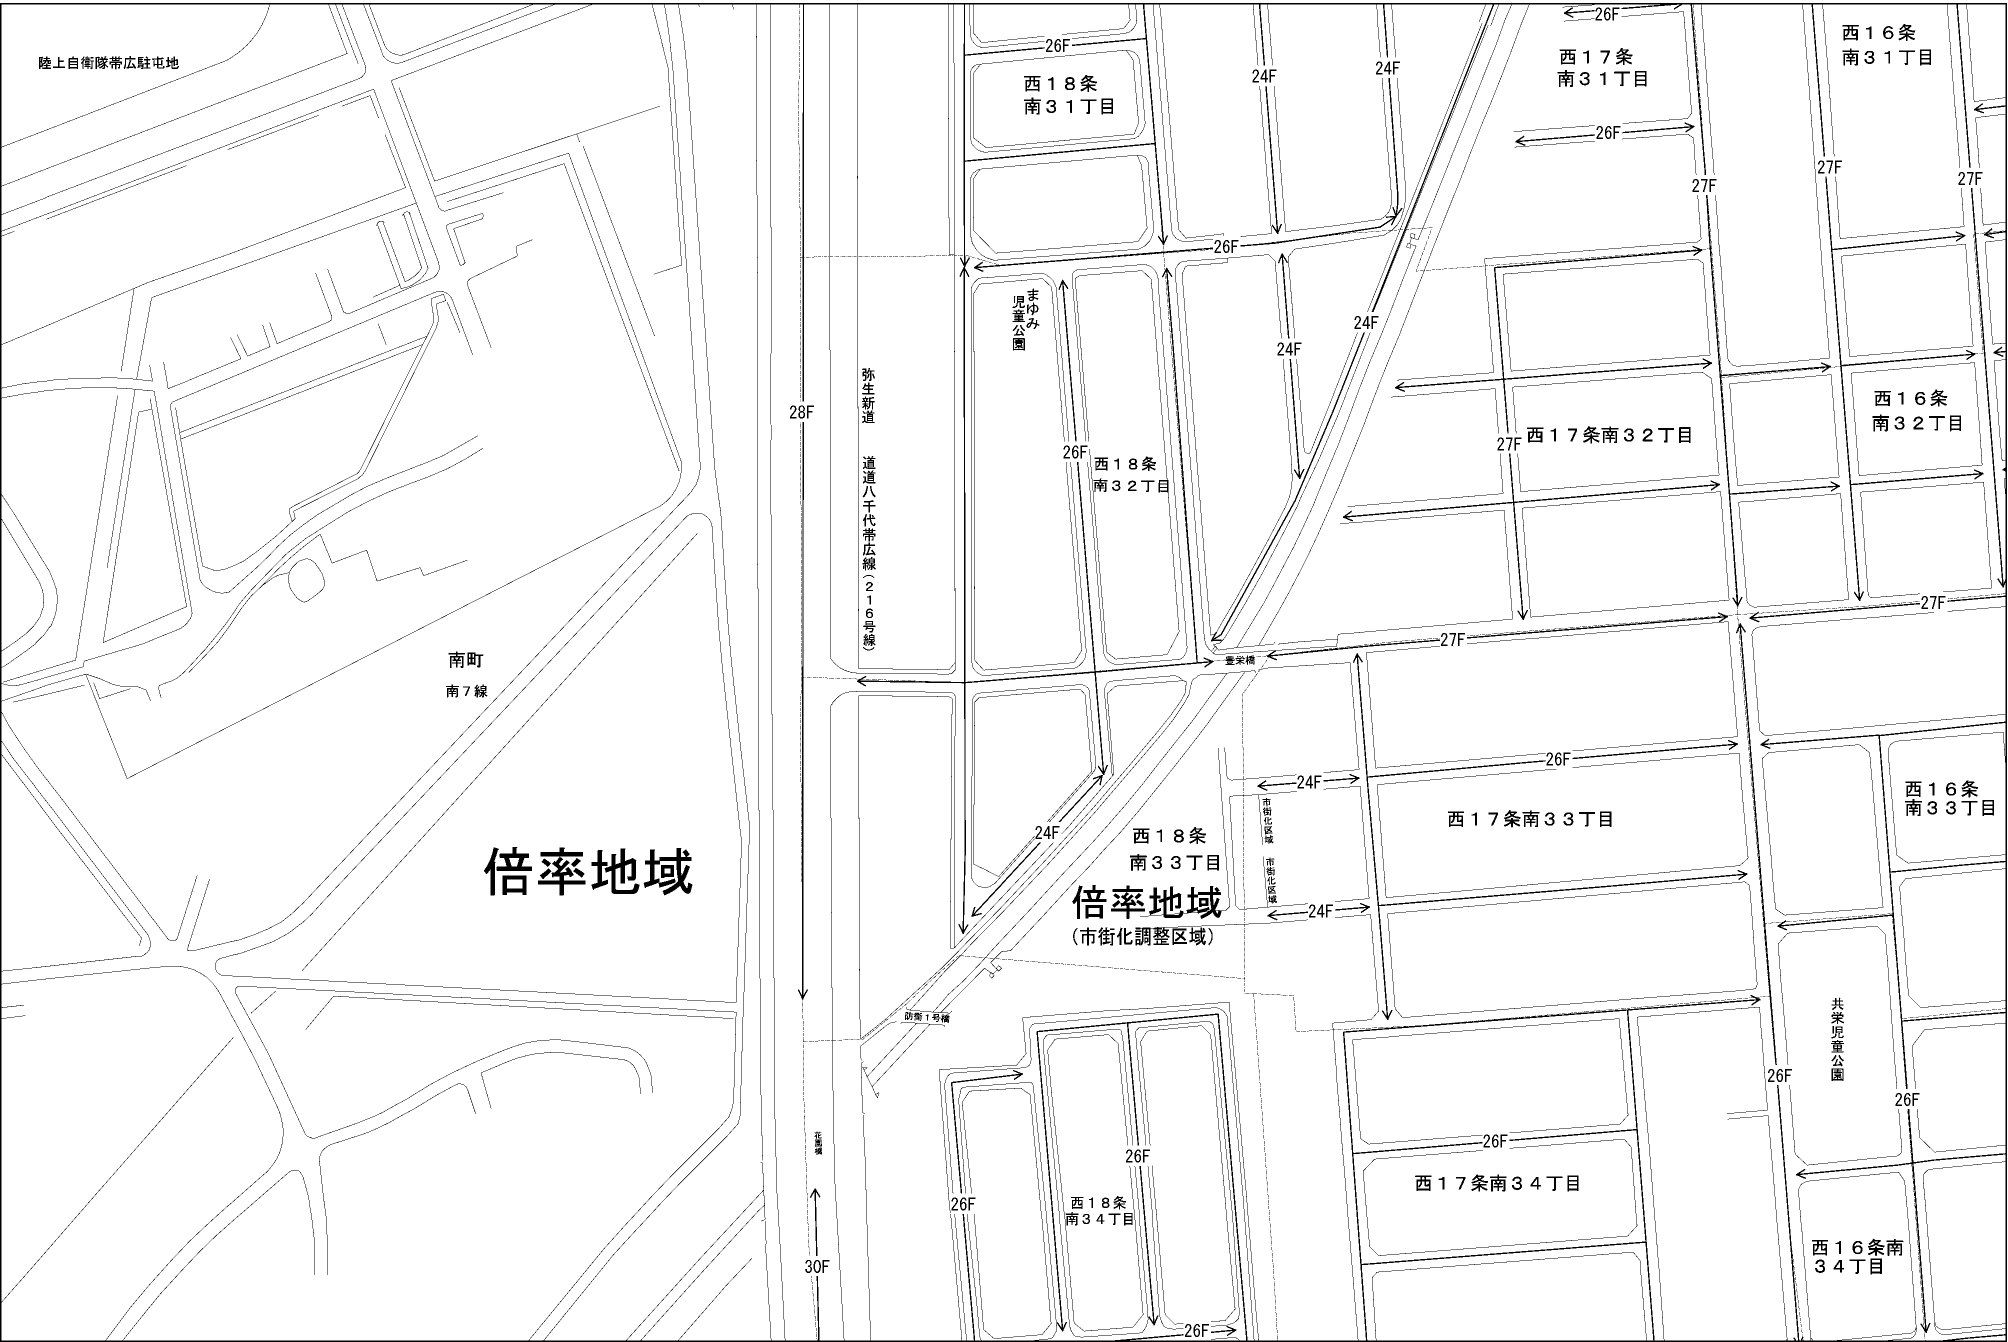 陸上自衛隊帯広駐屯地
26F
26F
24F
24F
西１８条
南３１丁目
西１７条
南３１丁目
西１６条
南３１丁目
26F
27F
27F
27F
26F
まゆみ
児童公園
24F
24F
28F
弥生新道
道道八千代帯広線（２１６号線）
26F
西１８条
南３２丁目
27F
西１７条南３２丁目
西１６条
南３２丁目
27F
27F
豊栄橋
南町
南７線
26F
24F
市街化区域
市街化区域
西１７条南３３丁目
西１６条
南３３丁目
24F
西１８条
南３３丁目
倍率地域
倍率地域
（市街化調整区域）
24F
防衛１号橋
共栄児童公園
26F
26F
花園橋
26F
26F
26F
西１８条
南３４丁目
西１７条南３４丁目
西１６条南
３４丁目
30F
26F